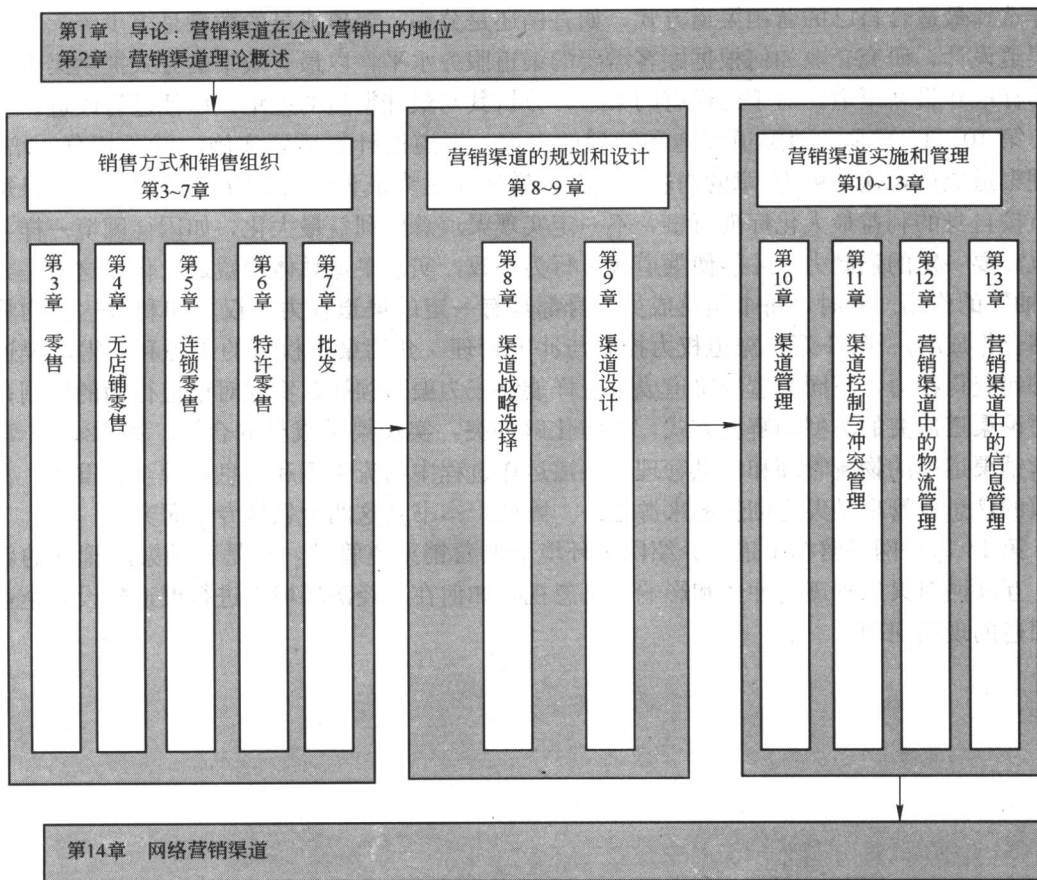 第1章 导论：营销渠道在企业营销中的地位
第2章 营销渠道理论概述
销售方式和销售组织
第3~7章
第3章 零售
第4章 无店铺零售
第5章 连锁零售
第6章 特许零售
第7章 批发
营销渠道的规划和设计
第8~9章
第8章 渠道战略选择
第9章 渠道设计
营销渠道实施和管理
第10~13章
第10章 渠道管理
第11章 渠道控制与冲突管理
第12章 营销渠道中的物流管理
第13章 营销渠道中的信息管理
第14章 网络营销渠道